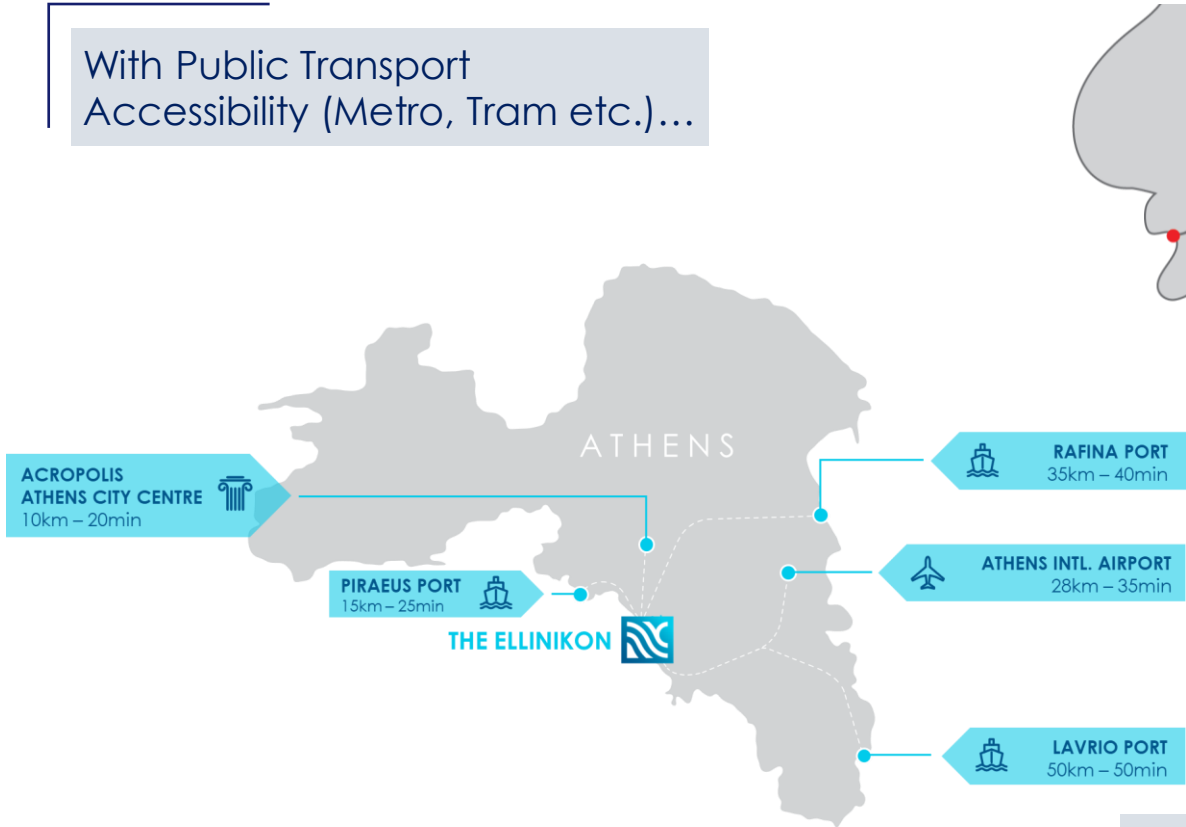 With Public Transport
Accessibility (Metro, Tram etc.)…
ATHENS
ACROPOLIS
ATHENS CITY CENTRE
10km – 20min
RAFINA PORT
35km – 40min
ATHENS INTL. AIRPORT
28km – 35min
PIRAEUS PORT
15km – 25min
THE ELLINIKON
LAVRIO PORT
50km – 50min